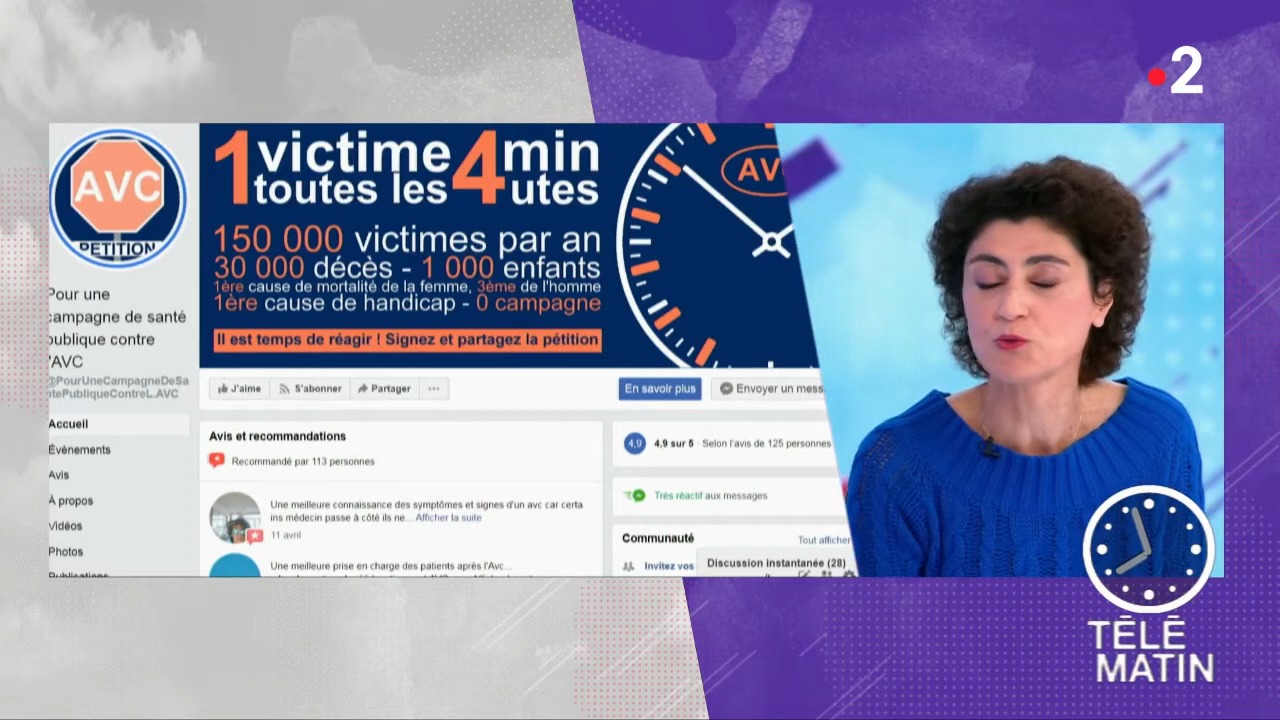 2
AVC
PETITION
1 victime 4 min
toutes les utes
AV
150 000 victimes par an
30 000 décès - 1 000 enfants
1ère cause de mortalité de la femme, 3ème de l'homme
1ère cause de handicap - 0 campagne
Il est temps de réagir ! Signez et partagez la pétition
Pour une
campagne de santé
publique contre
l'AVC
@PourUneCampagneDeSa
ntePubliqueContreL.AVC
J'aime
S'abonner
Partager
...
En savoir plus
Envoyer un mess
Accueil
Événements
Avis
À propos
Vidéos
Photos
Publications
Avis et recommandations
Recommandé par 113 personnes
Une meilleure connaissance des symptômes et signes d'un avc car certa
ins médecin passe à côté ils ne... Afficher la suite
11 avril
Une meilleure prise en charge des patients après l'Avc...
4,9
4,9 sur 5 · Selon l'avis de 125 personnes
Très réactif aux messages
Communauté
Tout afficher
Invitez vos
Discussion instantanée (28)
TÉLÉ
MATIN